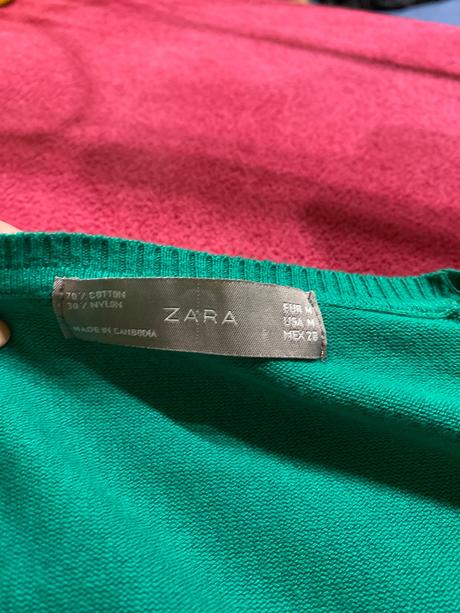 70% COTTON
30% NYLON
MADE IN CAMBODIA
ZARA
EUR M
USA M
MEX 28